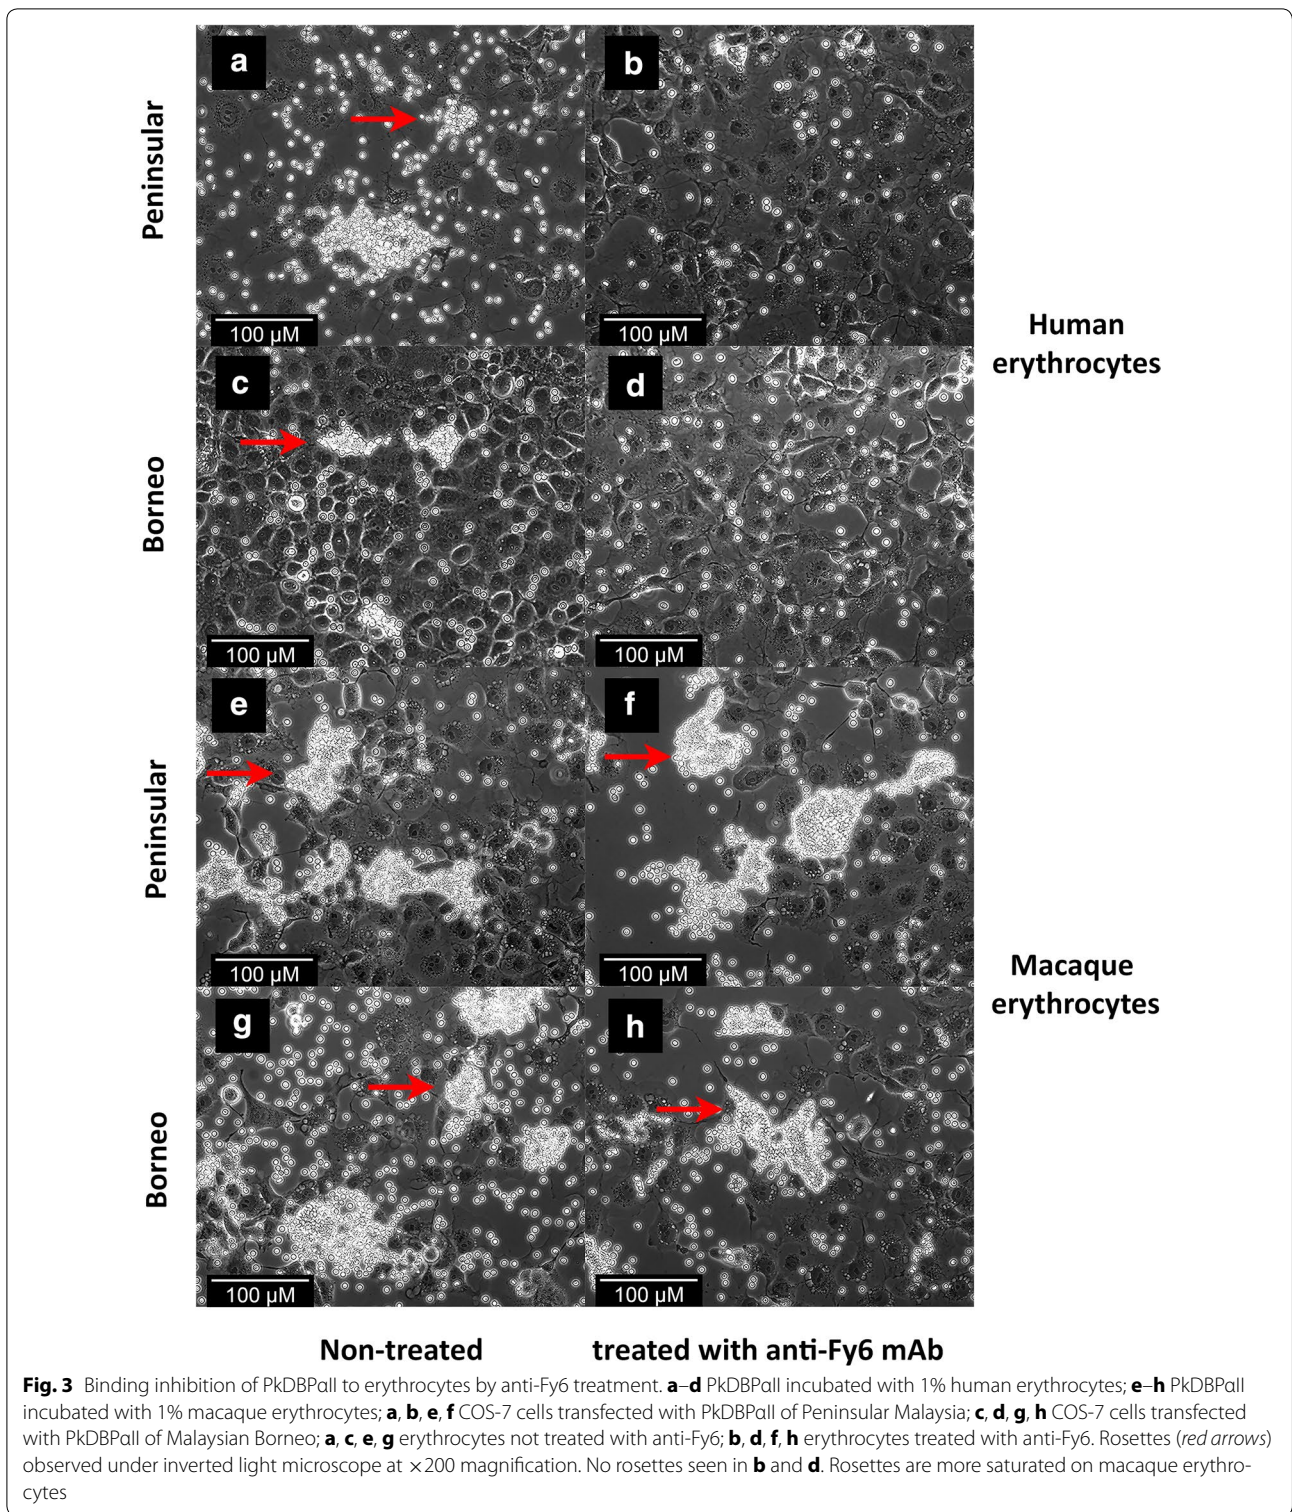 a
b
Peninsular
100 µM
100 µM
Human
erythrocytes
c
d
Borneo
100 µM
100 µM
e
f
Peninsular
100 µM
100 µM
Macaque
erythrocytes
g
h
Borneo
100 µM
100 µM
Non-treated
treated with anti-Fy6 mAb
Fig. 3 Binding inhibition of PkDBPαII to erythrocytes by anti-Fy6 treatment. a–d PkDBPαII incubated with 1% human erythrocytes; e–h PkDBPαII
incubated with 1% macaque erythrocytes; a, b, e, f COS-7 cells transfected with PkDBPαII of Peninsular Malaysia; c, d, g, h COS-7 cells transfected
with PkDBPαII of Malaysian Borneo; a, c, e, g erythrocytes not treated with anti-Fy6; b, d, f, h erythrocytes treated with anti-Fy6. Rosettes (red arrows)
observed under inverted light microscope at ×200 magnification. No rosettes seen in b and d. Rosettes are more saturated on macaque erythro-
cytes